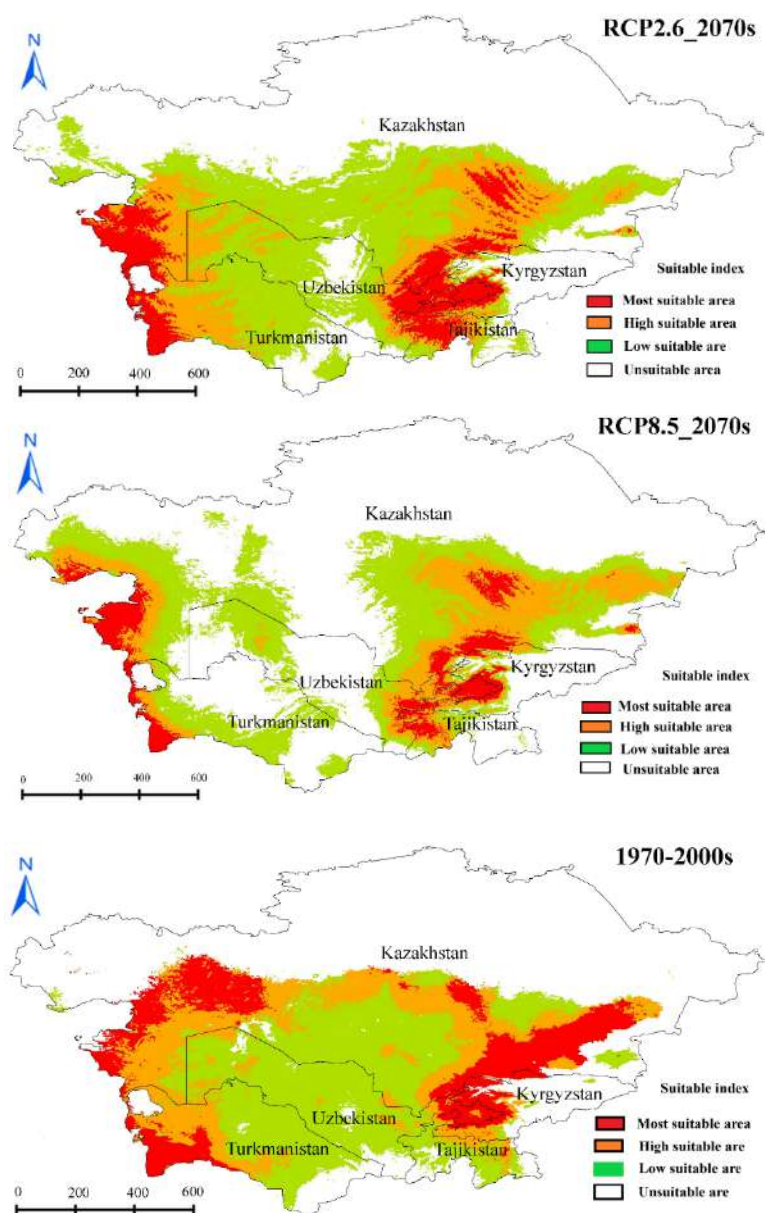 RCP2.6_2070s
N
Kazakhstan
Uzbekistan
Kyrgyzstan
Turkmanistan
Tajikistan
Suitable index
Most suitable area
High suitable area
Low suitable are
Unsuitable area
0 200 400 600
RCP8.5_2070s
N
Kazakhstan
Uzbekistan
Kyrgyzstan
Turkmanistan
Tajikistan
Suitable index
Most suitable area
High suitable area
Low suitable area
Unsuitable area
0 200 400 600
1970-2000s
N
Kazakhstan
Kyrgyzstan
Uzbekistan
Turkmanistan
Tajikistan
Suitable index
Most suitable area
High suitable are
Low suitable are
Unsuitable are
0 200 400 600